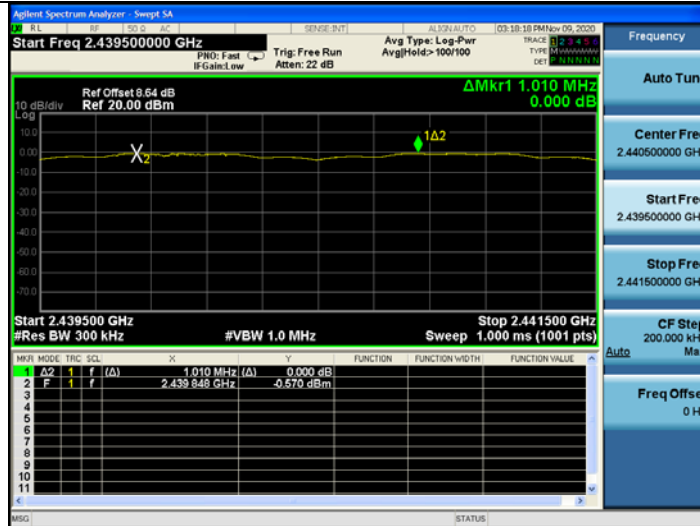 Agilent Spectrum Analyzer - Swept SA
RL RF 50 Ω AC SENSE:INT ALIGNAUTO 03:18:18 PM Nov 09, 2020
Start Freq 2.439500000 GHz
PNO: Fast
IFGain:Low
Trig: Free Run
Atten: 22 dB
Avg Type: Log-Pwr
Avg|Hold:>100/100
TRACE 1 2 3 4 5 6
TYPE M
DET P N N N N N
Frequency
Auto Tun
ΔMkr1 1.010 MHz
0.000 dB
Ref Offset 8.64 dB
10 dB/div Ref 20.00 dBm
Log
10.0
0.00
-10.0
-20.0
-30.0
-40.0
-50.0
-60.0
-70.0
X2
1Δ2
Center Fre
2.440500000 GH
Start Fre
2.439500000 GH
Stop Fre
2.441500000 GH
Start 2.439500 GHz Stop 2.441500 GHz
#Res BW 300 kHz #VBW 1.0 MHz Sweep 1.000 ms (1001 pts)
CF Step
200.000 kH
Auto Ma
MKR MODE TRC SCL X Y FUNCTION FUNCTION WIDTH FUNCTION VALUE
1 Δ2 1 f (Δ) 1.010 MHz (Δ) 0.000 dB
2 F 1 f 2.439 848 GHz -0.570 dBm
3
4
5
6
7
8
9
10
11
Freq Offse
0 H
MSG STATUS